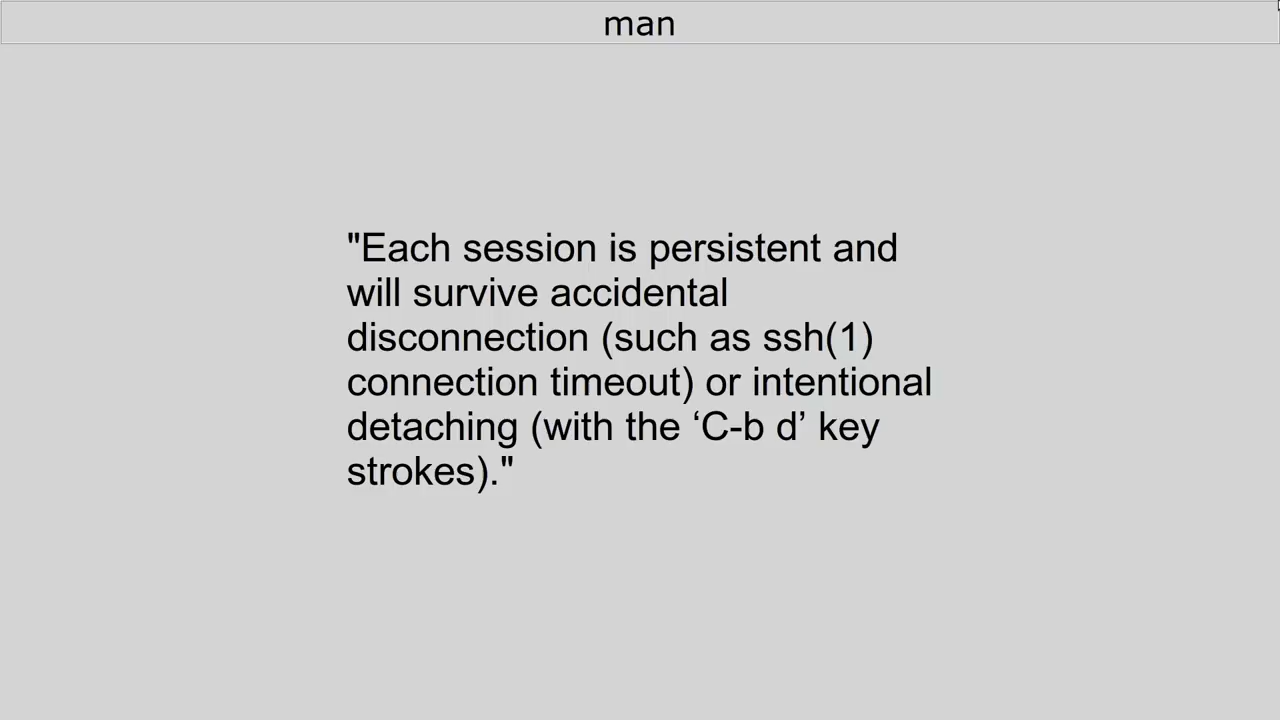 man
"Each session is persistent and
will survive accidental
disconnection (such as ssh(1)
connection timeout) or intentional
detaching (with the ‘C-b d’ key
strokes)."